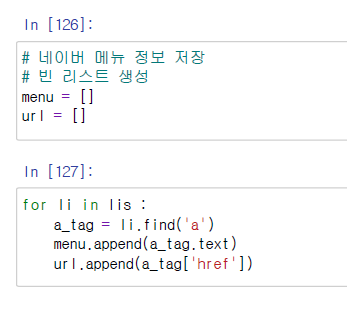 In [126]:
# 네이버 메뉴 정보 저장
# 빈 리스트 생성
menu = []
url = []
In [127]:
for li in lis :
    a_tag = li.find('a')
    menu.append(a_tag.text)
    url.append(a_tag['href'])